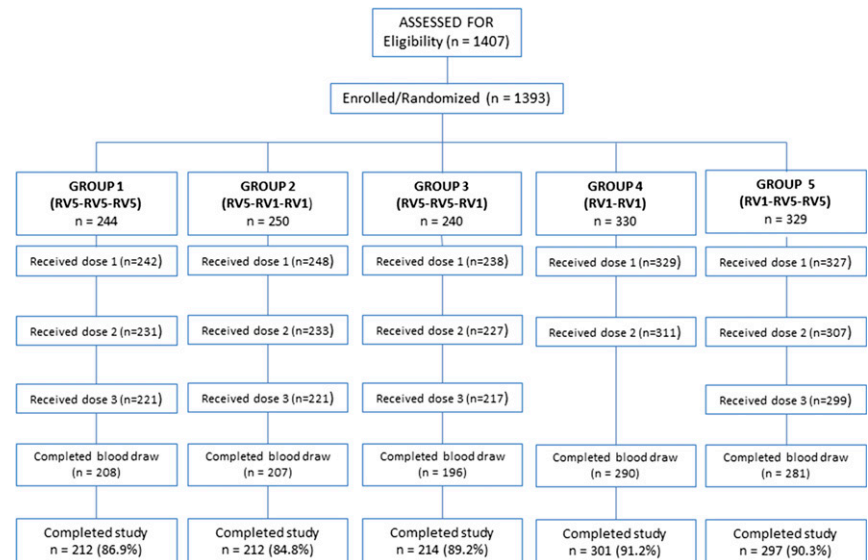 ASSESSED FOR
Eligibility (n = 1407)
Enrolled/Randomized (n = 1393)
GROUP 1
(RV5-RV5-RV5)
n = 244
GROUP 2
(RV5-RV1-RV1)
n = 250
GROUP 3
(RV5-RV5-RV1)
n = 240
GROUP 4
(RV1-RV1)
n = 330
GROUP 5
(RV1-RV5-RV5)
n = 329
Received dose 1 (n=242)
Received dose 1 (n=248)
Received dose 1 (n=238)
Received dose 1 (n=329)
Received dose 1 (n=327)
Received dose 2 (n=231)
Received dose 2 (n=233)
Received dose 2 (n=227)
Received dose 2 (n=311)
Received dose 2 (n=307)
Received dose 3 (n=221)
Received dose 3 (n=221)
Received dose 3 (n=217)
Received dose 3 (n=299)
Completed blood draw
(n = 208)
Completed blood draw
(n = 207)
Completed blood draw
(n = 196)
Completed blood draw
(n = 290)
Completed blood draw
(n = 281)
Completed study
n = 212 (86.9%)
Completed study
n = 212 (84.8%)
Completed study
n = 214 (89.2%)
Completed study
n = 301 (91.2%)
Completed study
n = 297 (90.3%)